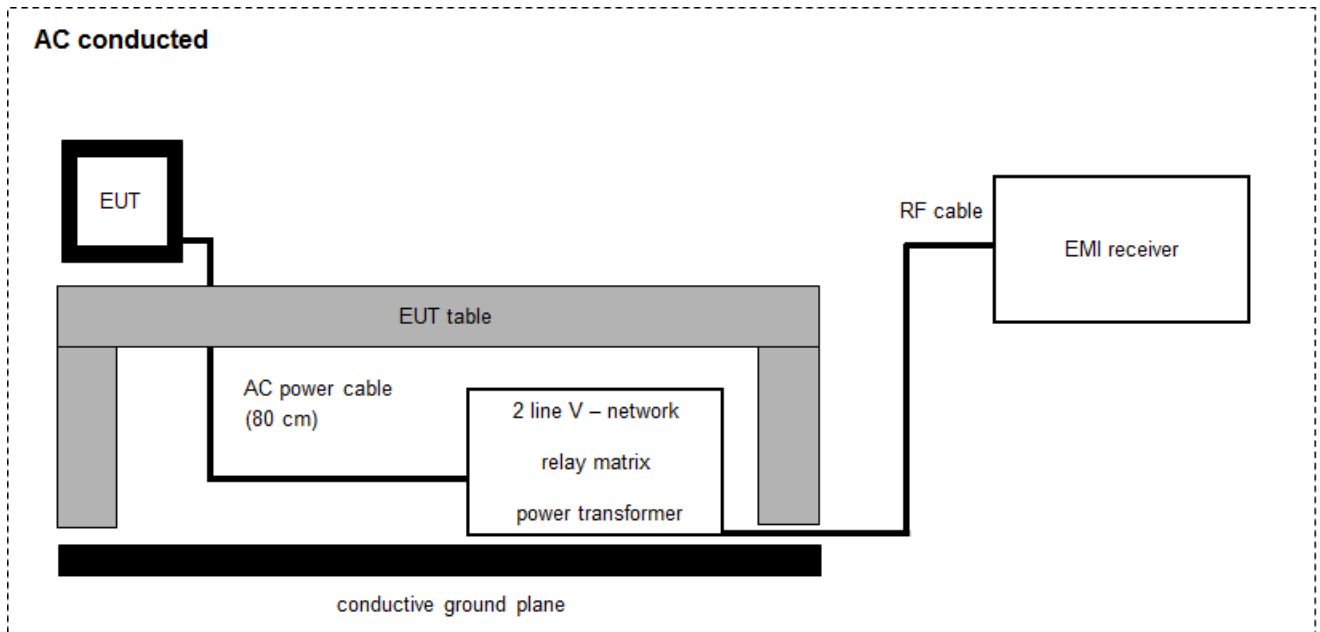 AC conducted
EUT
RF cable
EMI receiver
EUT table
AC power cable
(80 cm)
2 line V – network
relay matrix
power transformer
conductive ground plane